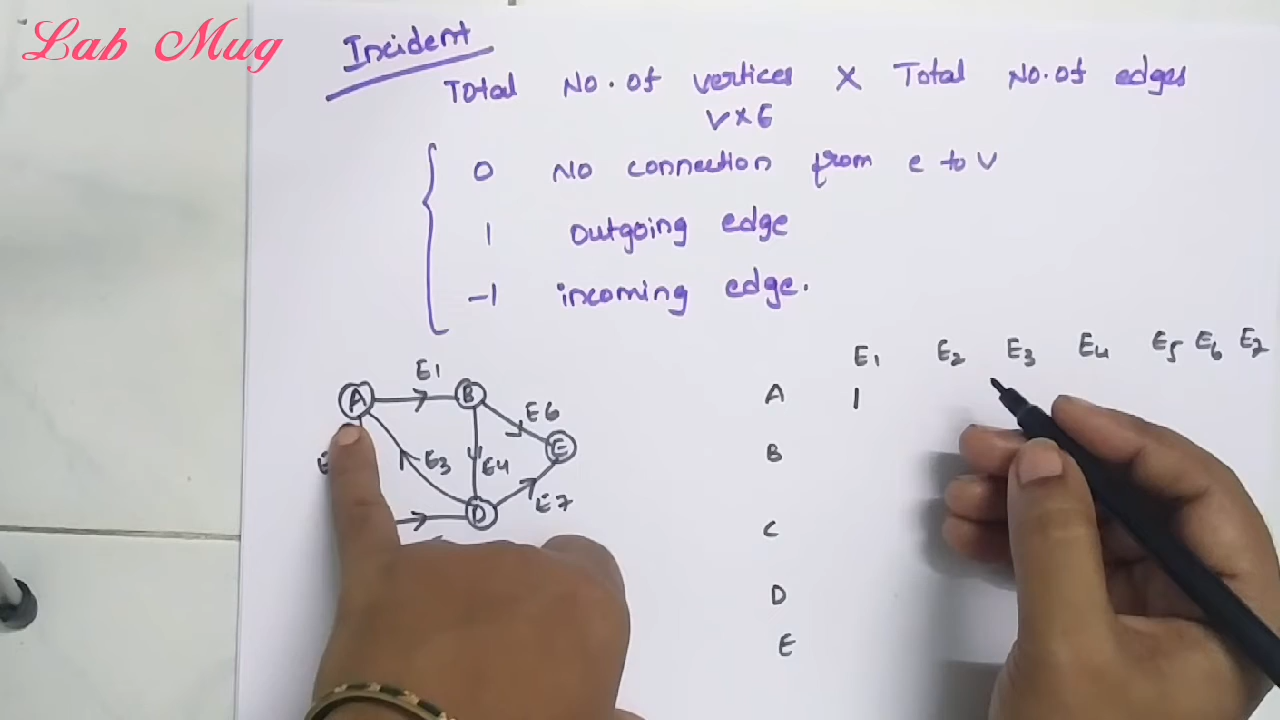 Lab Mug
Incident
Total No. of vertices X Total No. of edges
V X E
0 No connection from e to v
1 outgoing edge
-1 incoming edge.
E1 E2 E3 E4 E5 E6 E7
A 1
B
C
D
E
E1
A B
E6
E
E3 E4
E7
D